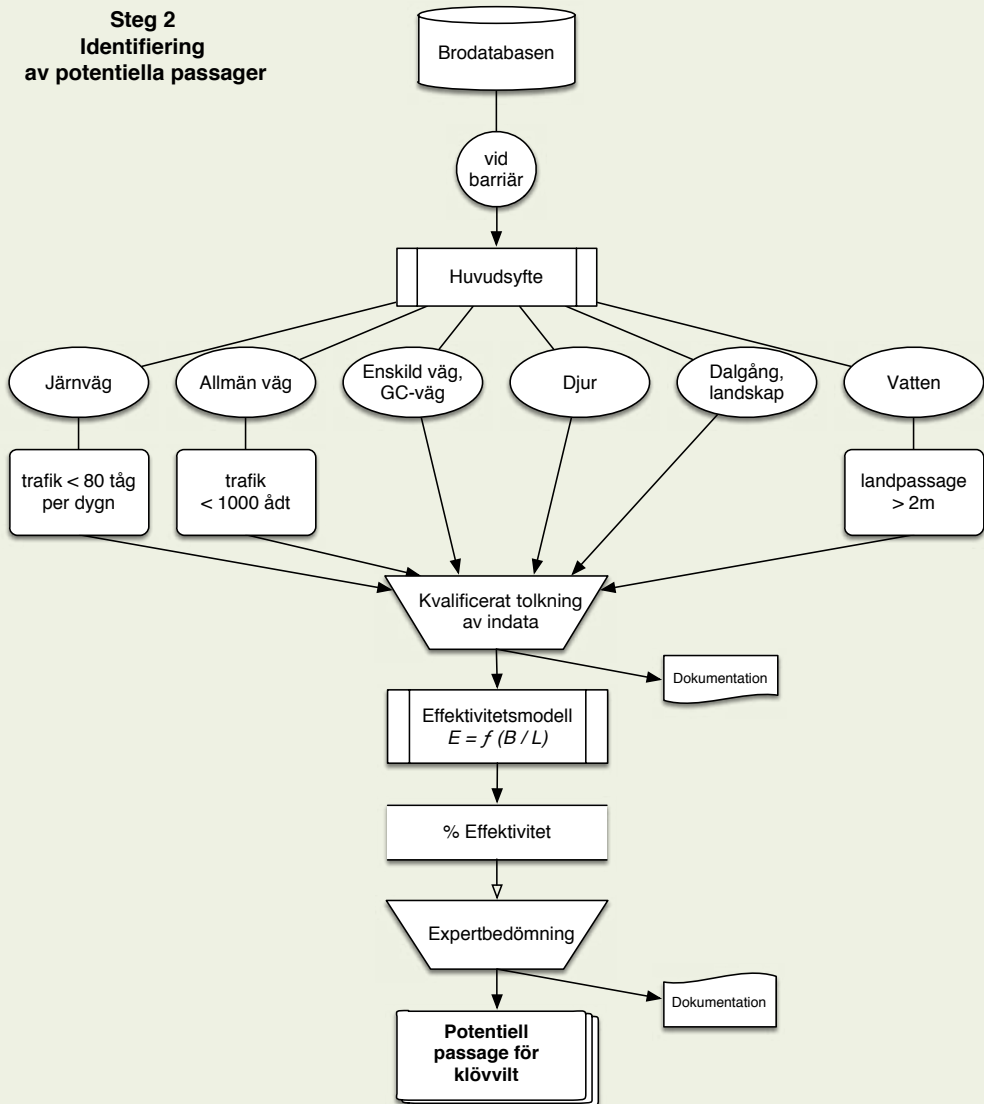 Steg 2
Identifiering
av potentiella passager
Brodatabasen
vid
barriär
Huvudsyfte
Järnväg
Allmän väg
Enskild väg,
GC-väg
Djur
Dalgång,
landskap
Vatten
trafik < 80 tåg
per dygn
trafik
< 1000 ådt
landpassage
> 2m
Kvalificerat tolkning
av indata
Dokumentation
Effektivitetsmodell
E = ƒ (B / L)
% Effektivitet
Expertbedömning
Dokumentation
Potentiell
passage för
klövvilt